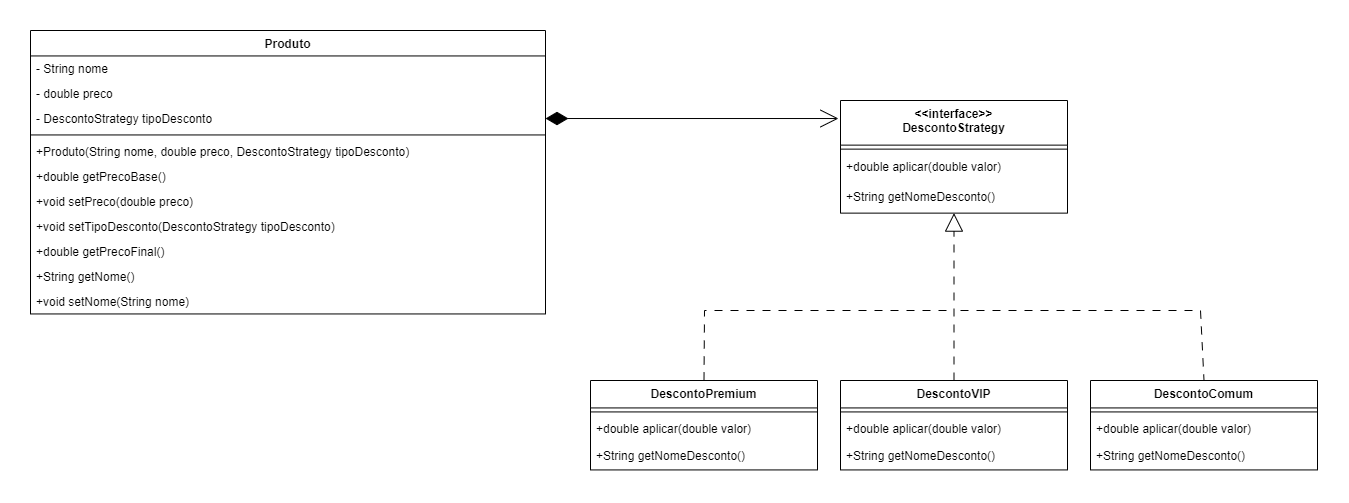 Produto
- String nome
- double preco
- DescontoStrategy tipoDesconto
+Produto(String nome, double preco, DescontoStrategy tipoDesconto)
+double getPrecoBase()
+void setPreco(double preco)
+void setTipoDesconto(DescontoStrategy tipoDesconto)
+double getPrecoFinal()
+String getNome()
+void setNome(String nome)
<<interface>>
DescontoStrategy
+double aplicar(double valor)
+String getNomeDesconto()
DescontoPremium
+double aplicar(double valor)
+String getNomeDesconto()
DescontoVIP
+double aplicar(double valor)
+String getNomeDesconto()
DescontoComum
+double aplicar(double valor)
+String getNomeDesconto()